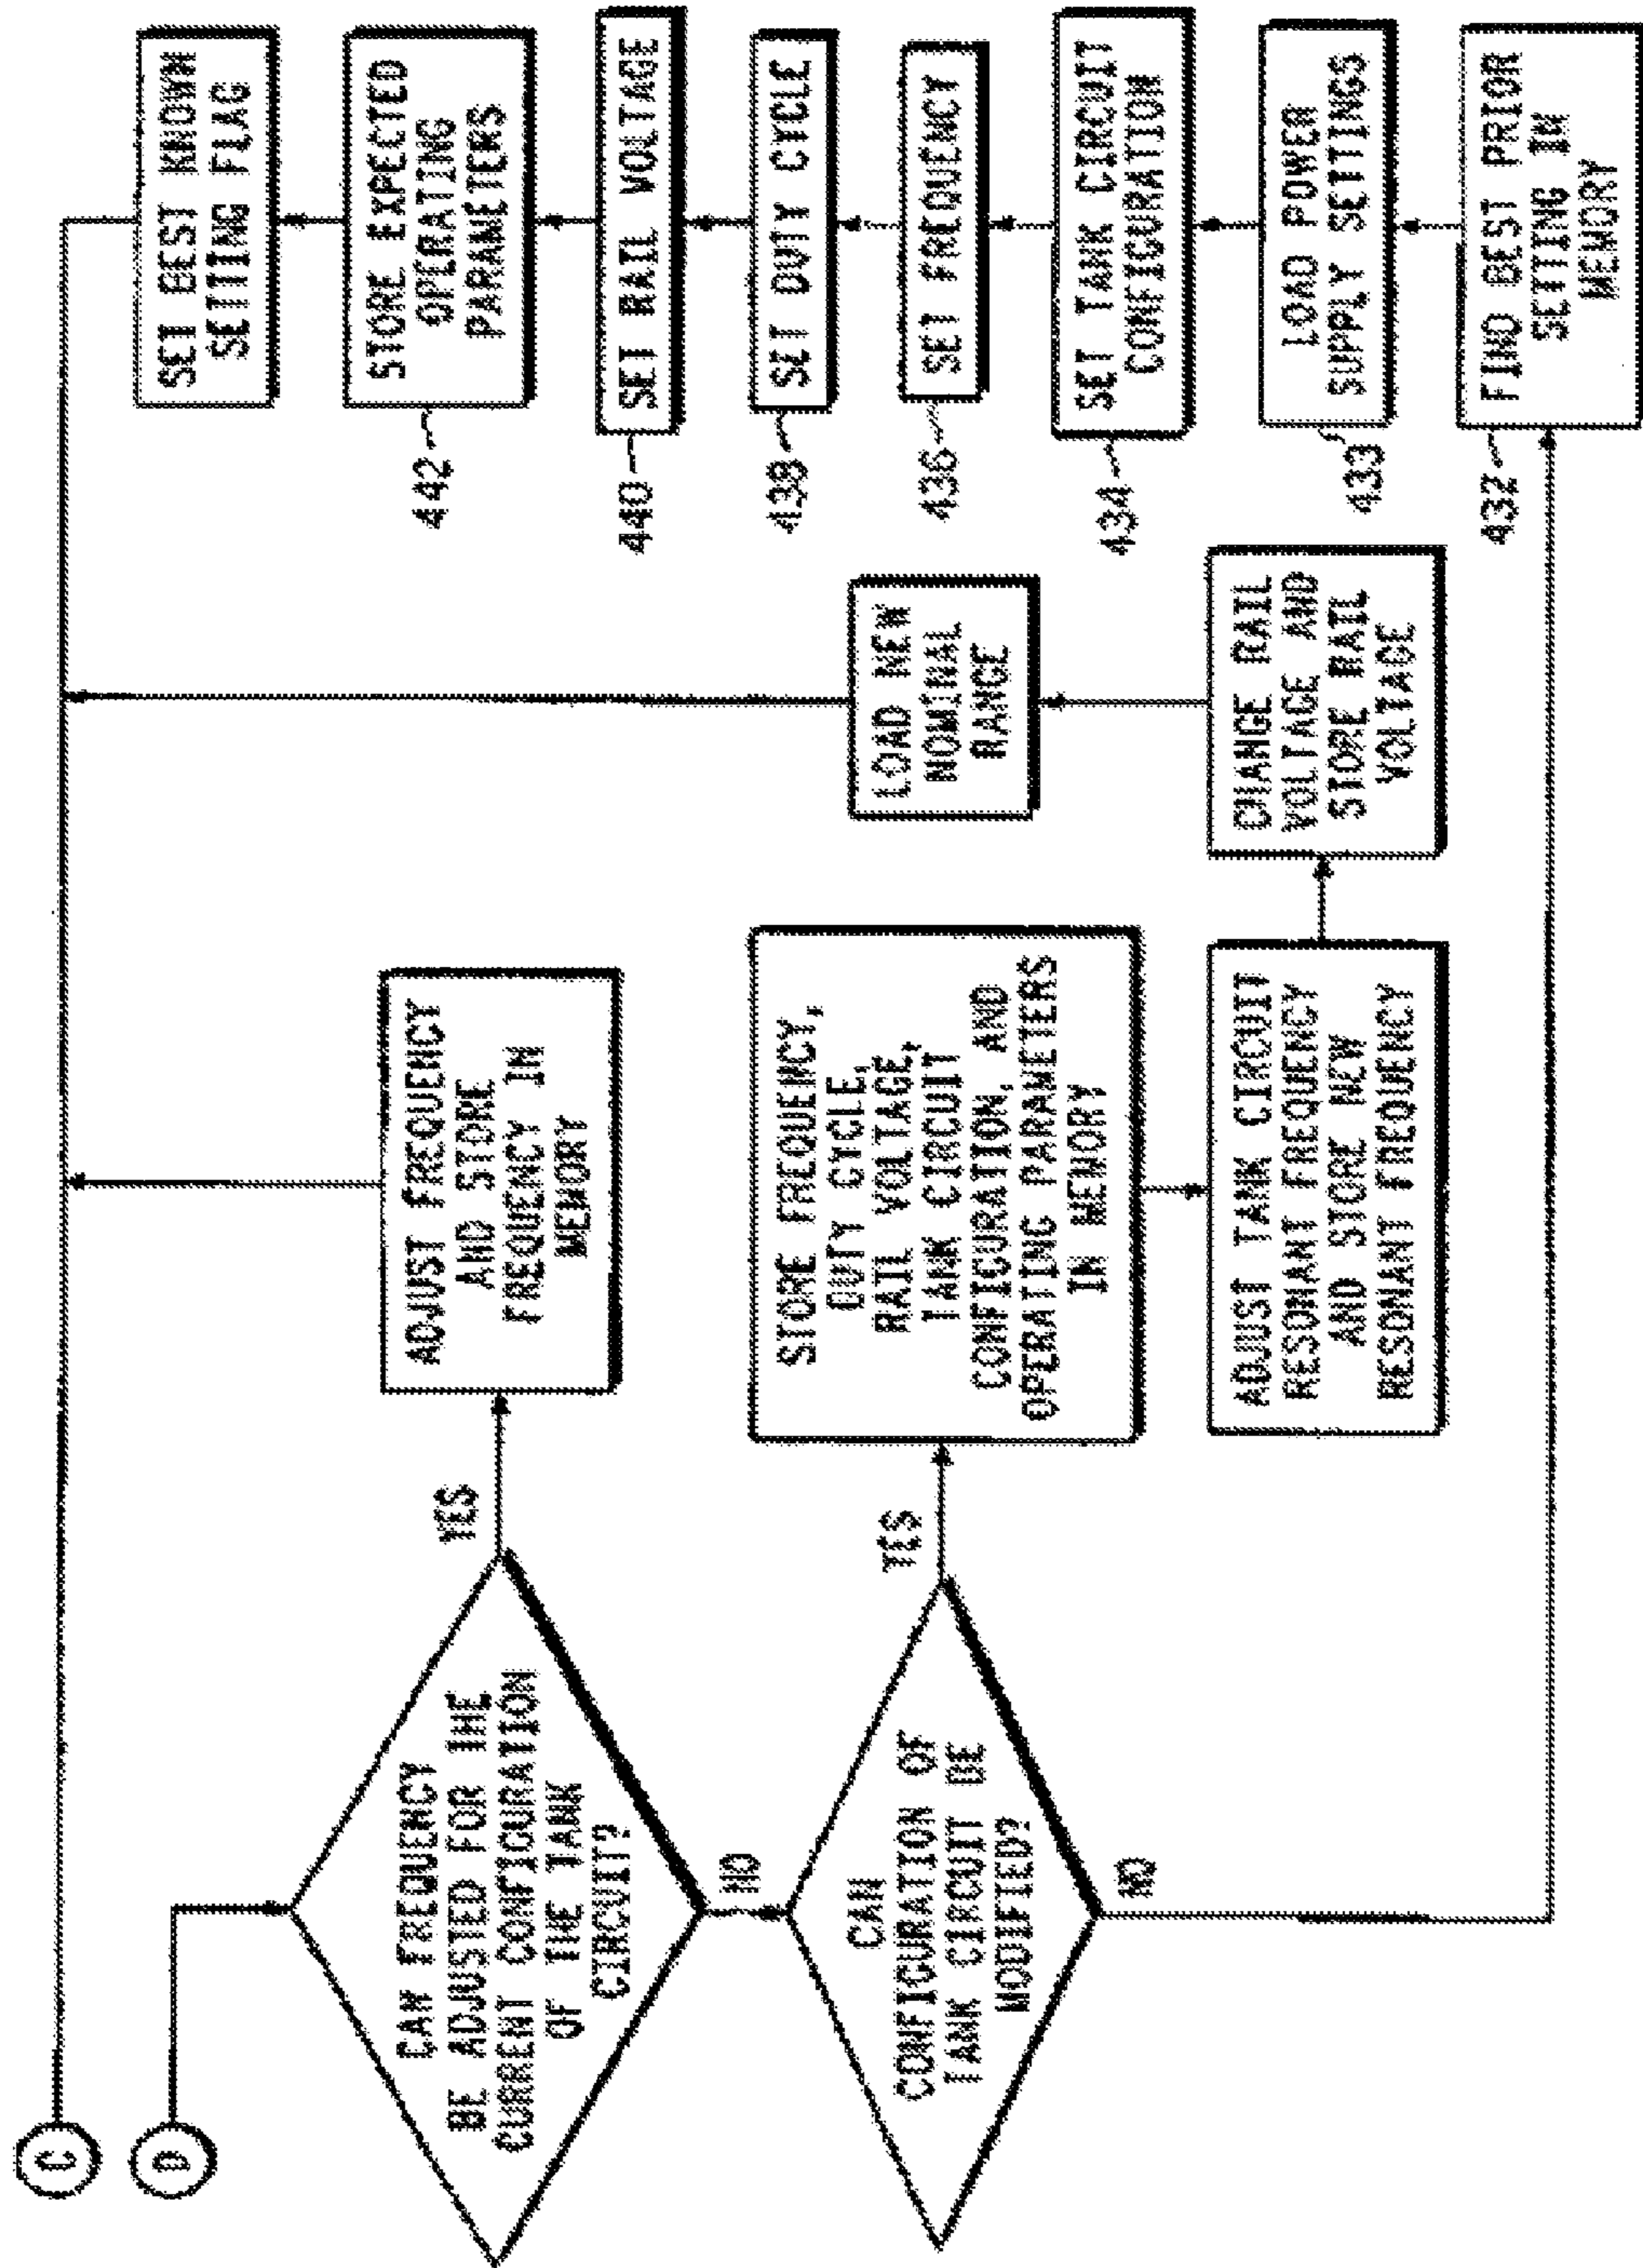 C
D
CAN FREQUENCY
BE ADJUSTED FOR THE
CURRENT CONFIGURATION
OF THE TANK
CIRCUIT?
YES
ADJUST FREQUENCY
AND STORE
FREQUENCY IN
MEMORY
NO
CAN
CONFIGURATION OF
TANK CIRCUIT BE
MODIFIED?
YES
STORE FREQUENCY,
DUTY CYCLE,
RAIL VOLTAGE,
TANK CIRCUIT
CONFIGURATION, AND
OPERATING PARAMETERS
IN MEMORY
ADJUST TANK CIRCUIT
RESONANT FREQUENCY
AND STORE NEW
RESONANT FREQUENCY
CHANGE RAIL
VOLTAGE AND
STORE RAIL
VOLTAGE
LOAD NEW
NOMINAL
RANGE
NO
432
FIND BEST PRIOR
SETTING IN
MEMORY
433
LOAD POWER
SUPPLY SETTINGS
434
SET TANK CIRCUIT
CONFIGURATION
436
SET FREQUENCY
438
SET DUTY CYCLE
440
SET RAIL VOLTAGE
442
STORE EXPECTED
OPERATING
PARAMETERS
SET BEST KNOWN
SETTING FLAG